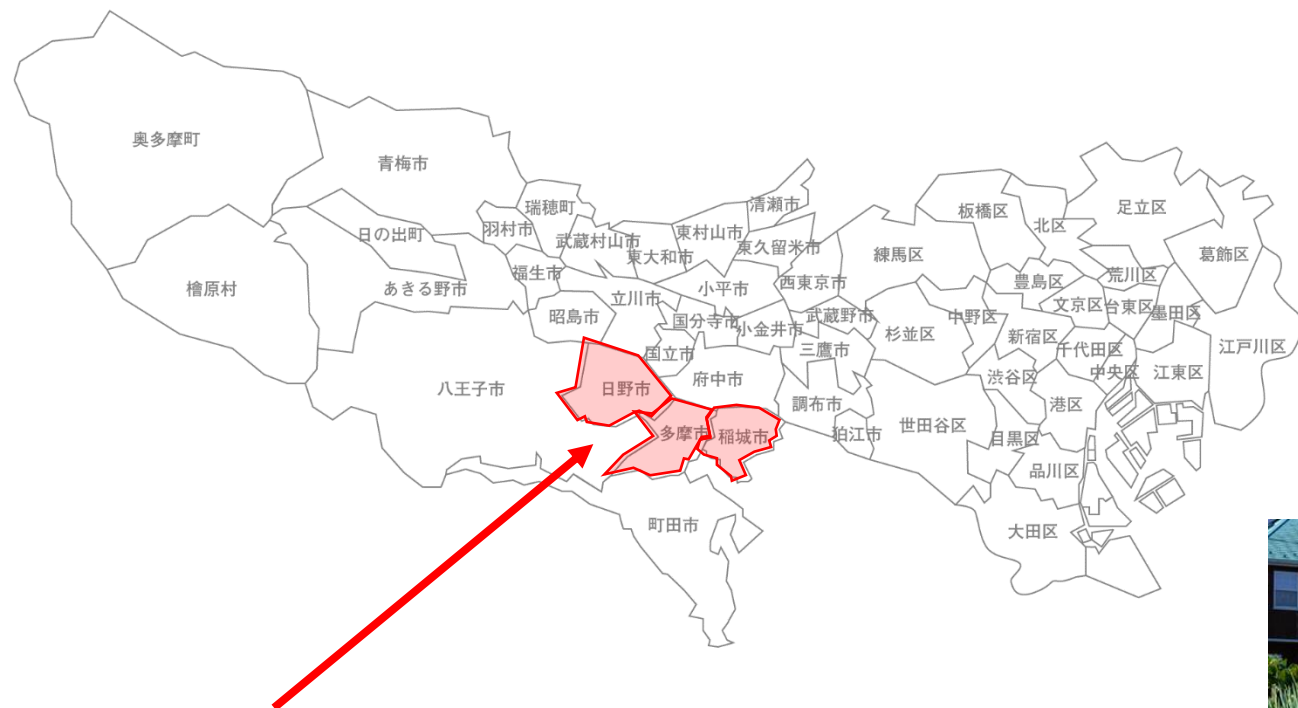 奥多摩町
青梅市
瑞穂町
羽村市
日の出町
武蔵村山市
東大和市
東村山市
清瀬市
東久留米市
檜原村
あきる野市
福生市
昭島市
立川市
小平市
西東京市
国分寺市
小金井市
武蔵野市
国立市
三鷹市
八王子市
日野市
府中市
調布市
狛江市
多摩市
稲城市
町田市
板橋区
北区
足立区
葛飾区
練馬区
豊島区
荒川区
文京区
台東区
墨田区
杉並区
中野区
新宿区
千代田区
江戸川区
渋谷区
中央区
江東区
港区
世田谷区
目黒区
品川区
大田区